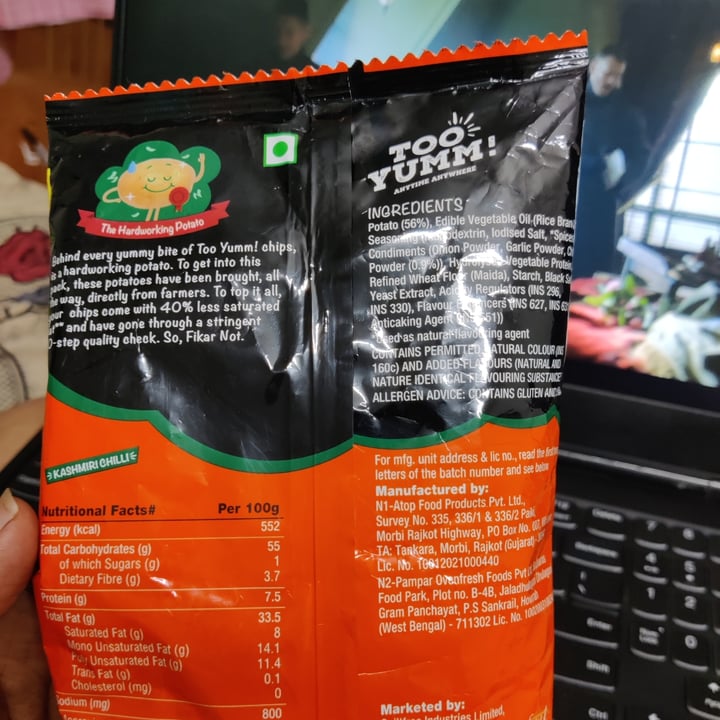 The Hardworking Potato
Behind every yummy bite of Too Yumm! chips,
is a hardworking potato. To get into this
pack, these potatoes have been brought, all
the way, directly from farmers. To top it all,
your chips come with 40% less saturated
and have gone through a stringent
-step quality check. So, Fikar Not.
KASHMIRI CHILLI
Nutritional Facts# Per 100g
Energy (kcal) 552
Total Carbohydrates (g) 55
of which Sugars (g) 1
Dietary Fibre (g) 3.7
Protein (g) 7.5
Total Fat (g) 33.5
Saturated Fat (g) 8
Mono Unsaturated Fat (g) 14.1
Poly Unsaturated Fat (g) 11.4
Trans Fat (g) 0.1
Cholesterol (mg) 0
Sodium (mg) 800
TOO
YUMM!
ANYTIME ANYWHERE
INGREDIENTS
Potato (56%), Edible Vegetable Oil (Rice Bran
Seasoning Iodised Salt, *Spices
Condiments (Onion Powder, Garlic Powder,
Powder (0.9%)), Hydrolysed Vegetable Protein
Refined Wheat Flour (Maida), Starch, Black
Yeast Extract, Acidity Regulators (INS 296,
INS 330), Flavour Enhancers (INS 627, INS
Anticaking Agent
*Used as natural flavouring agent
CONTAINS PERMITTED NATURAL COLOUR (INS
160c) AND ADDED FLAVOURS (NATURAL AND
NATURE IDENTICAL FLAVOURING SUBSTANCE
ALLERGEN ADVICE: CONTAINS GLUTEN AND
For mfg. unit address & lic no., read the first
letters of the batch number and see below
Manufactured by:
N1-Atop Food Products Pvt. Ltd.,
Survey No. 335, 336/1 & 336/2 Paiki,
Morbi Rajkot Highway, PO Box No.
TA: Tankara, Morbi, Rajkot (Gujarat)
Lic. No. 10012021000440
N2-Pampar Ovenfresh Foods Pvt
Food Park, Plot no. B-4B,
Gram Panchayat, P.S Sankrail,
(West Bengal) - 711302 Lic. No.
Marketed by:
Industries Limited,